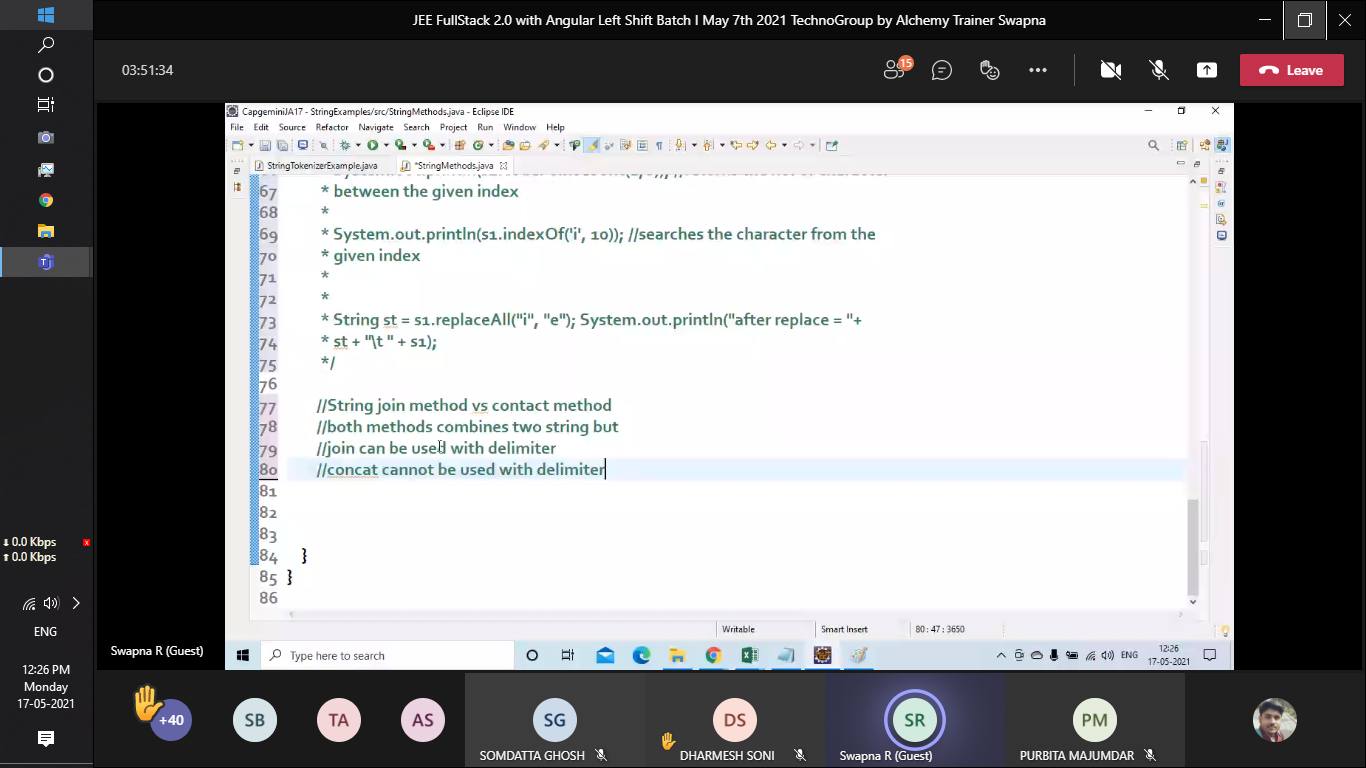 JEE FullStack 2.0 with Angular Left Shift Batch I May 7th 2021 TechnoGroup by Alchemy Trainer Swapna
03:51:34
15
Leave
CapgeminiJA17 - StringExamples/src/StringMethods.java - Eclipse IDE
File Edit Source Refactor Navigate Search Project Run Window Help
StringTokenizerExample.java
*StringMethods.java
67 * between the given index
68 *
69 * System.out.println(s1.indexOf('i', 10)); //searches the character from the
70 * given index
71 *
72 *
73 * String st = s1.replaceAll("i", "e"); System.out.println("after replace = "+
74 * st + "\t " + s1);
75 */
76
77 //String join method vs contact method
78 //both methods combines two string but
79 //join can be used with delimiter
80 //concat cannot be used with delimiter
81
82
83
84 }
85 }
86
Writable Smart Insert 80 : 47 : 3650
Type here to search
ENG
12:26
17-05-2021
0.0 Kbps
0.0 Kbps
ENG
12:26 PM
Monday
17-05-2021
Swapna R (Guest)
+40
SB
TA
AS
SG
SOMDATTA GHOSH
DS
DHARMESH SONI
SR
Swapna R (Guest)
PM
PURBITA MAJUMDAR